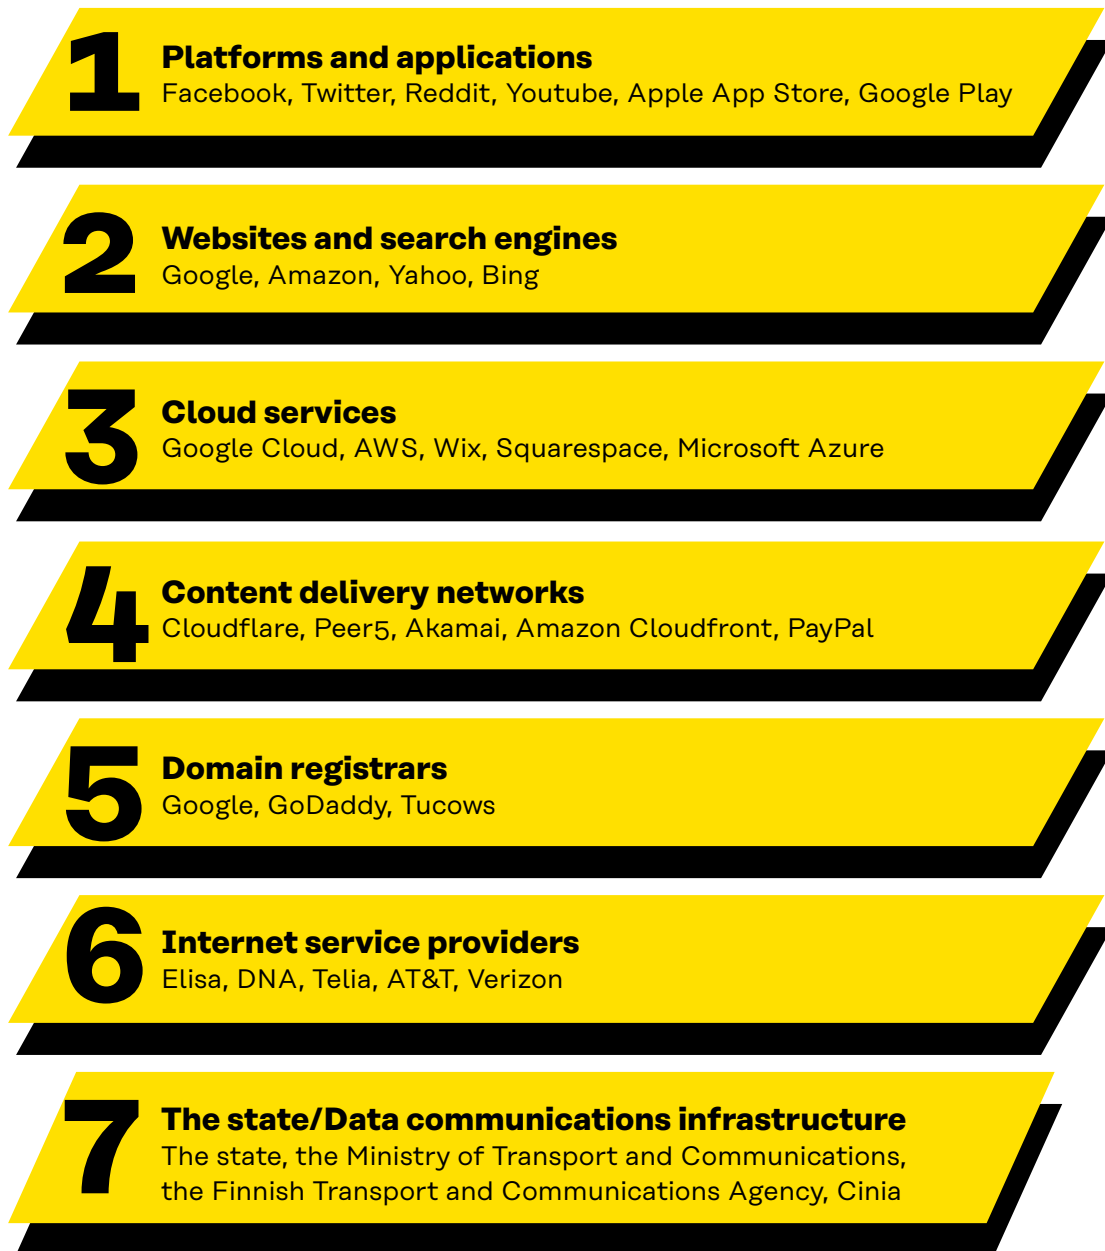 1
Platforms and applications
Facebook, Twitter, Reddit, Youtube, Apple App Store, Google Play
2
Websites and search engines
Google, Amazon, Yahoo, Bing
3
Cloud services
Google Cloud, AWS, Wix, Squarespace, Microsoft Azure
4
Content delivery networks
Cloudflare, Peer5, Akamai, Amazon Cloudfront, PayPal
5
Domain registrars
Google, GoDaddy, Tucows
6
Internet service providers
Elisa, DNA, Telia, AT&T, Verizon
7
The state/Data communications infrastructure
The state, the Ministry of Transport and Communications,
the Finnish Transport and Communications Agency, Cinia